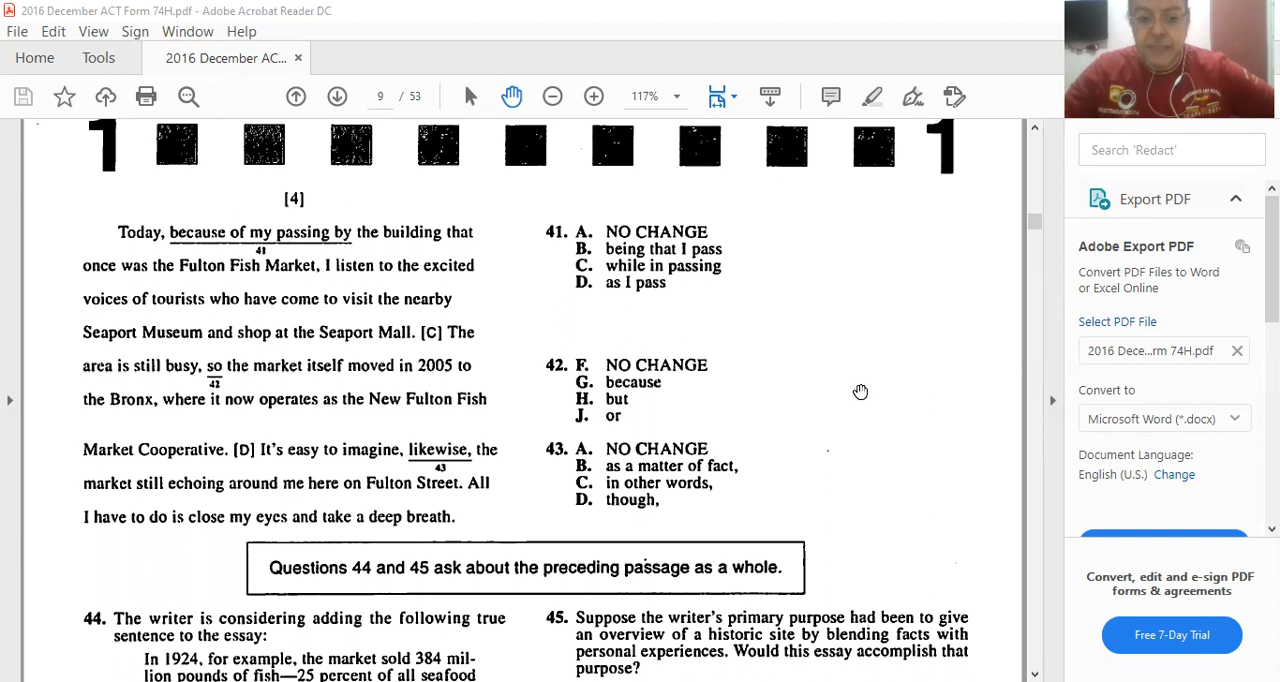 2016 December ACT Form 74H.pdf - Adobe Acrobat Reader DC
File Edit View Sign Window Help
Home Tools 2016 December AC... ×
9 / 53 117%
1 1
[4]
Today, because of my passing by the building that
41
once was the Fulton Fish Market, I listen to the excited
voices of tourists who have come to visit the nearby
Seaport Museum and shop at the Seaport Mall. [C] The
area is still busy, so the market itself moved in 2005 to
42
the Bronx, where it now operates as the New Fulton Fish
Market Cooperative. [D] It's easy to imagine, likewise, the
43
market still echoing around me here on Fulton Street. All
I have to do is close my eyes and take a deep breath.
41. A. NO CHANGE
B. being that I pass
C. while in passing
D. as I pass
42. F. NO CHANGE
G. because
H. but
J. or
43. A. NO CHANGE
B. as a matter of fact,
C. in other words,
D. though,
Questions 44 and 45 ask about the preceding passage as a whole.
44. The writer is considering adding the following true
sentence to the essay:
In 1924, for example, the market sold 384 mil-
lion pounds of fish—25 percent of all seafood
45. Suppose the writer's primary purpose had been to give
an overview of a historic site by blending facts with
personal experiences. Would this essay accomplish that
purpose?
Search 'Redact'
Export PDF
Adobe Export PDF
Convert PDF Files to Word
or Excel Online
Select PDF File
2016 Dece...rm 74H.pdf
Convert to
Microsoft Word (*.docx)
Document Language:
English (U.S.) Change
Convert, edit and e-sign PDF
forms & agreements
Free 7-Day Trial